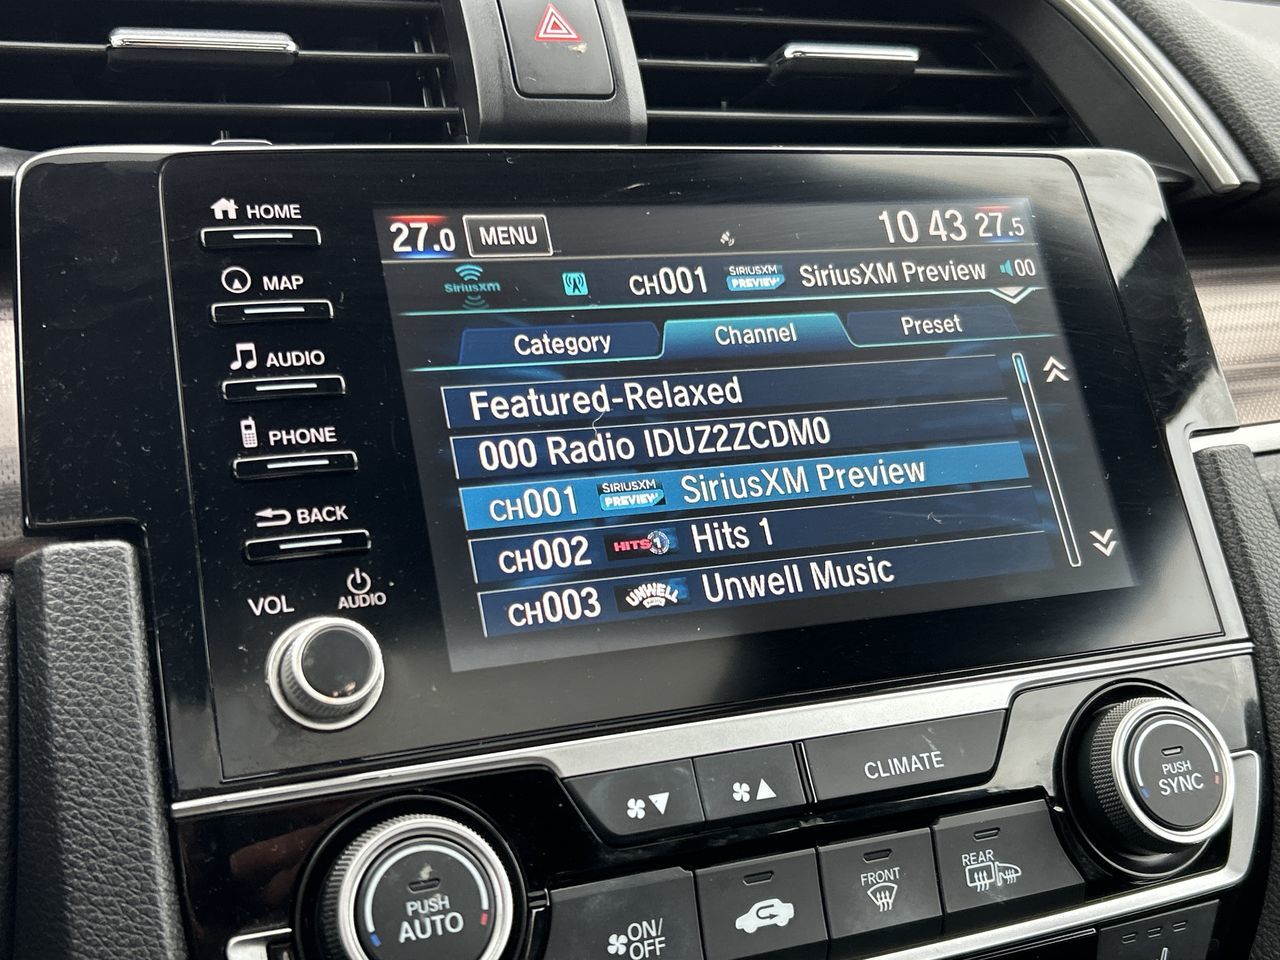 HOME
MAP
AUDIO
PHONE
BACK
VOL
AUDIO
27.0
MENU
10 43
27.5
SiriusXM
CH001
SIRIUSXM
PREVIEW
SiriusXM Preview
00
Category
Channel
Preset
Featured-Relaxed
000 Radio IDUZ2ZCDM0
CH001
SIRIUSXM
PREVIEW
SiriusXM Preview
CH002
HITS1
Hits 1
CH003
UNWELL
Unwell Music
CLIMATE
PUSH
SYNC
PUSH
AUTO
ON/
OFF
FRONT
REAR